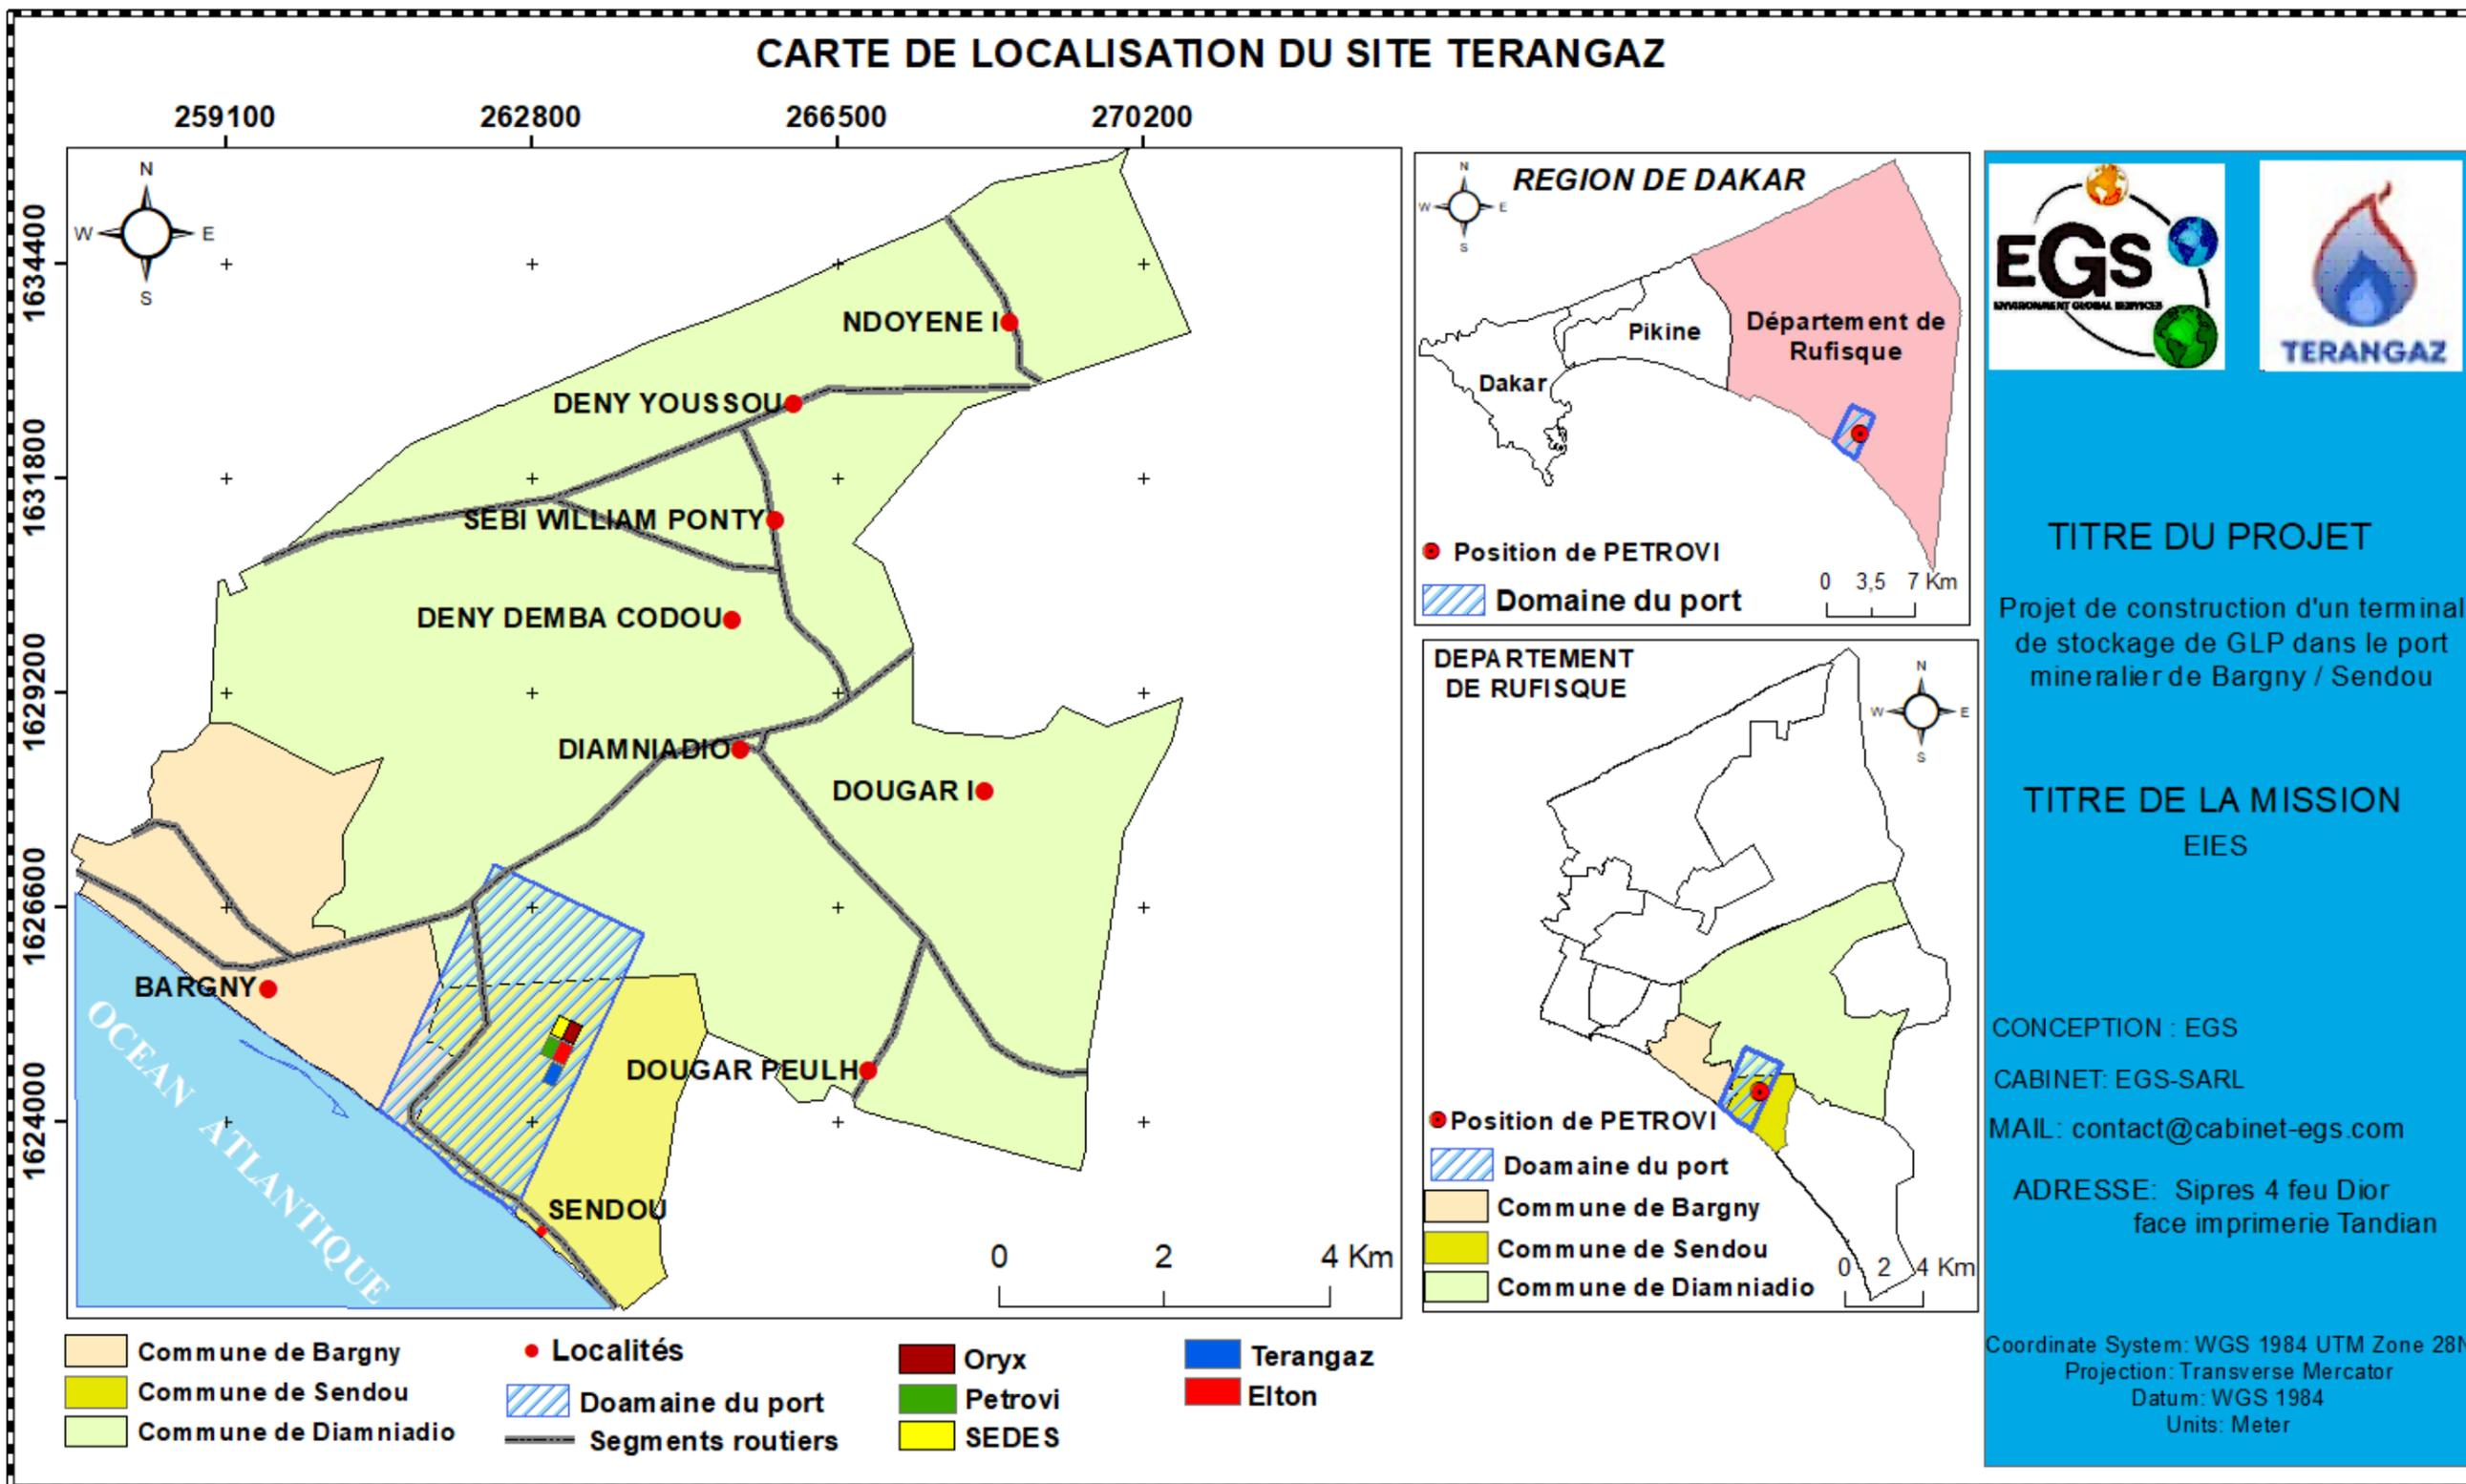 CARTE DE LOCALISATION DU SITE TERANGAZ
259100 262800 266500 270200
1634400
1631800
1629200
1626600
1624000
N
W E
S
NDOYENE I
DENY YOUSSOU
SEBI WILLIAM PONTY
DENY DEMBA CODOU
DIAMNIADIO
DOUGAR I
BARGNY
DOUGAR PEULH
SENDOU
OCEAN ATLANTIQUE
0 2 4 Km
Commune de Bargny
Commune de Sendou
Commune de Diamniadio
Localités
Doamaine du port
Segments routiers
Oryx
Petrovi
SEDES
Terangaz
Elton
REGION DE DAKAR
N
W E
S
Pikine
Département de
Rufisque
Dakar
Position de PETROVI
Domaine du port
0 3,5 7 Km
DEPARTEMENT
DE RUFISQUE
N
W E
S
Position de PETROVI
Doamaine du port
Commune de Bargny
Commune de Sendou
Commune de Diamniadio
0 2 4 Km
EGS
ENVIRONMENT GLOBAL SERVICES
TERANGAZ
TITRE DU PROJET
Projet de construction d'un terminal
de stockage de GLP dans le port
mineralier de Bargny / Sendou
TITRE DE LA MISSION
EIES
CONCEPTION : EGS
CABINET: EGS-SARL
MAIL: contact@cabinet-egs.com
ADRESSE: Sipres 4 feu Dior
face imprimerie Tandian
Coordinate System: WGS 1984 UTM Zone 28N
Projection: Transverse Mercator
Datum: WGS 1984
Units: Meter